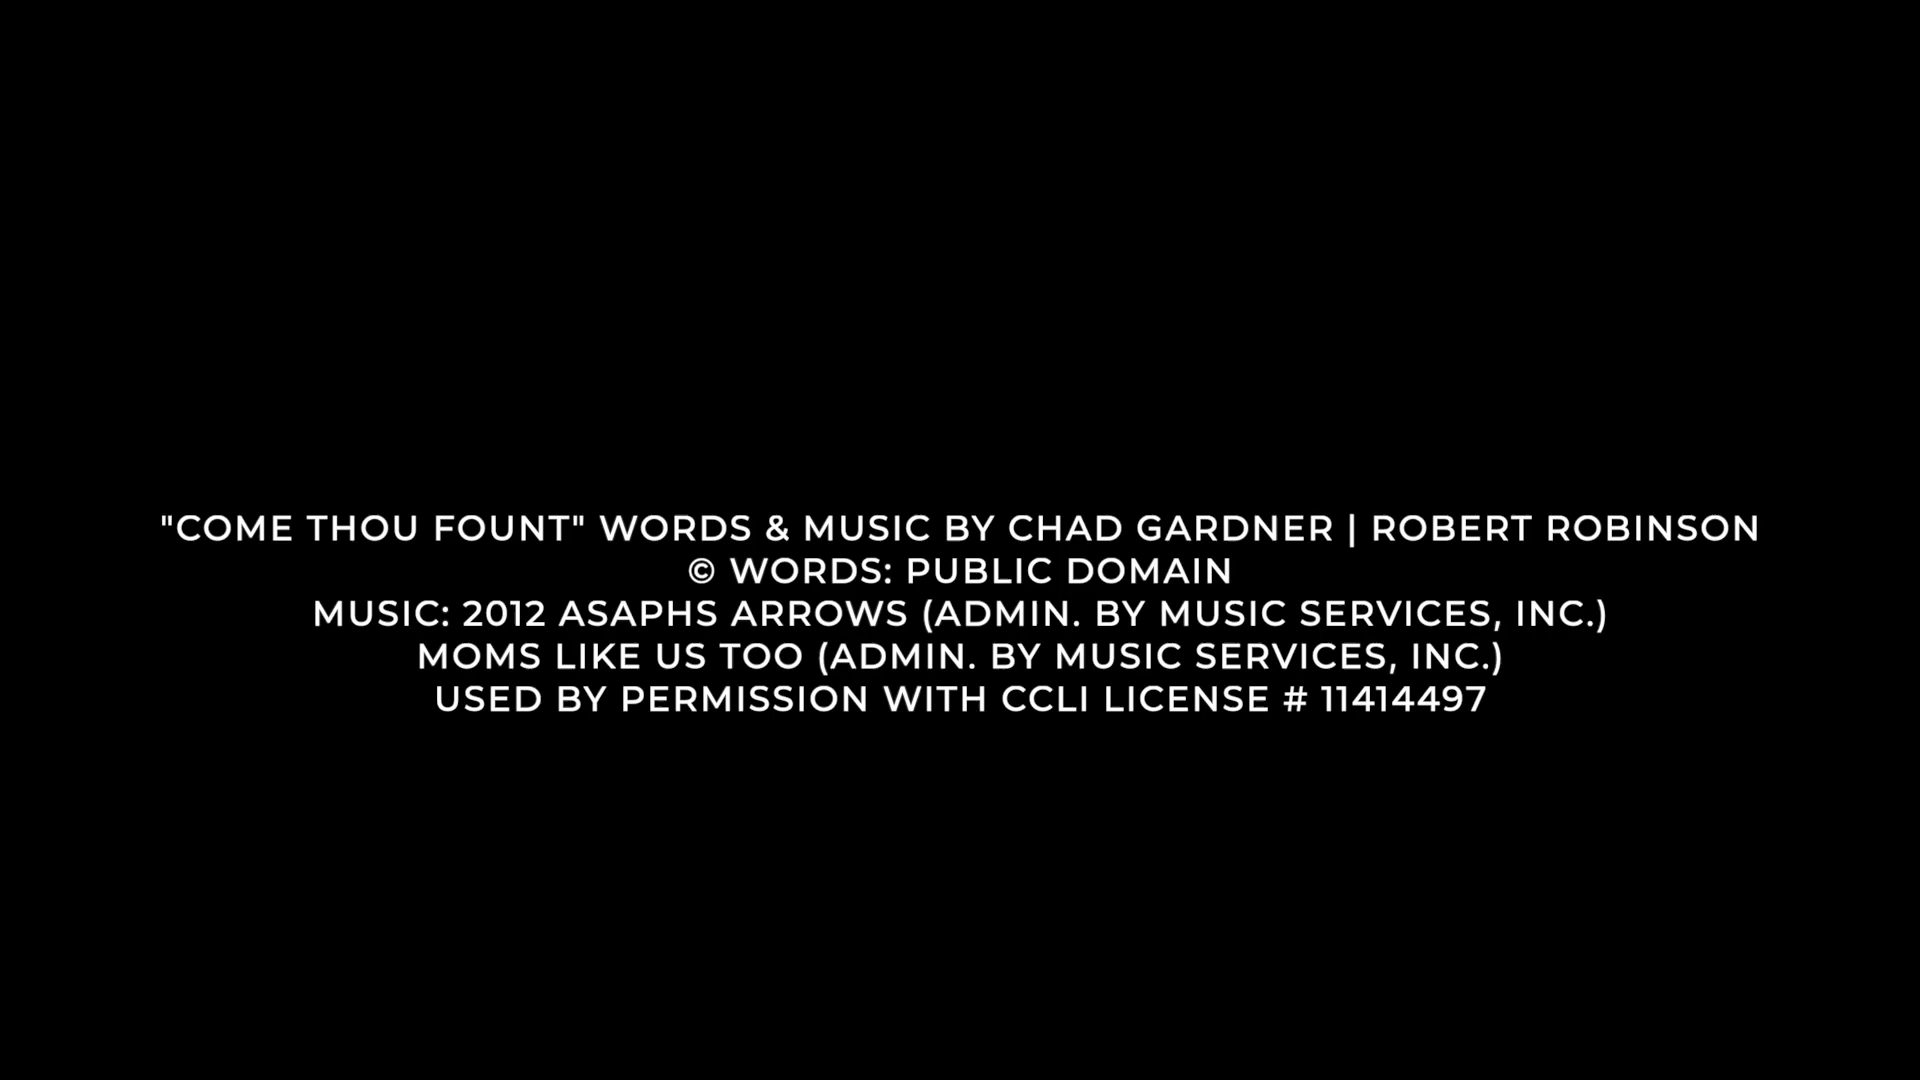 "COME THOU FOUNT" WORDS & MUSIC BY CHAD GARDNER | ROBERT ROBINSON
© WORDS: PUBLIC DOMAIN
MUSIC: 2012 ASAPHS ARROWS (ADMIN. BY MUSIC SERVICES, INC.)
MOMS LIKE US TOO (ADMIN. BY MUSIC SERVICES, INC.)
USED BY PERMISSION WITH CCLI LICENSE # 11414497